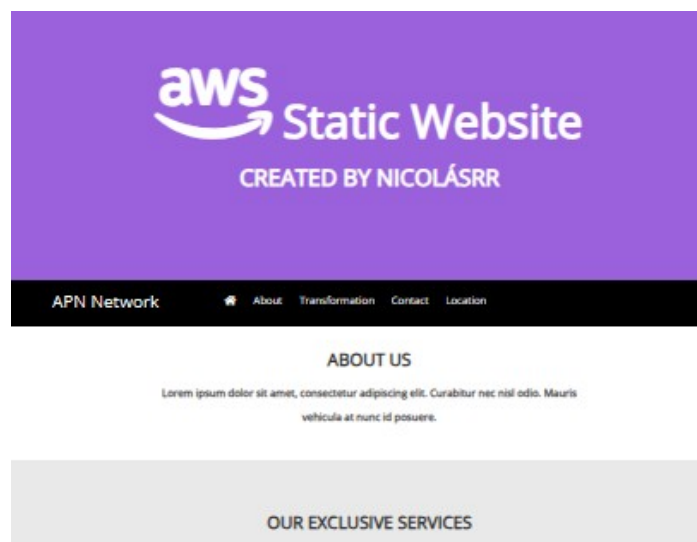 aws Static Website
CREATED BY NICOLÁSRR
APN Network About Transformation Contact Location
ABOUT US
Lorem ipsum dolor sit amet, consectetur adipiscing elit. Curabitur nec nisl odio. Mauris
vehicula at nunc id posuere.
OUR EXCLUSIVE SERVICES